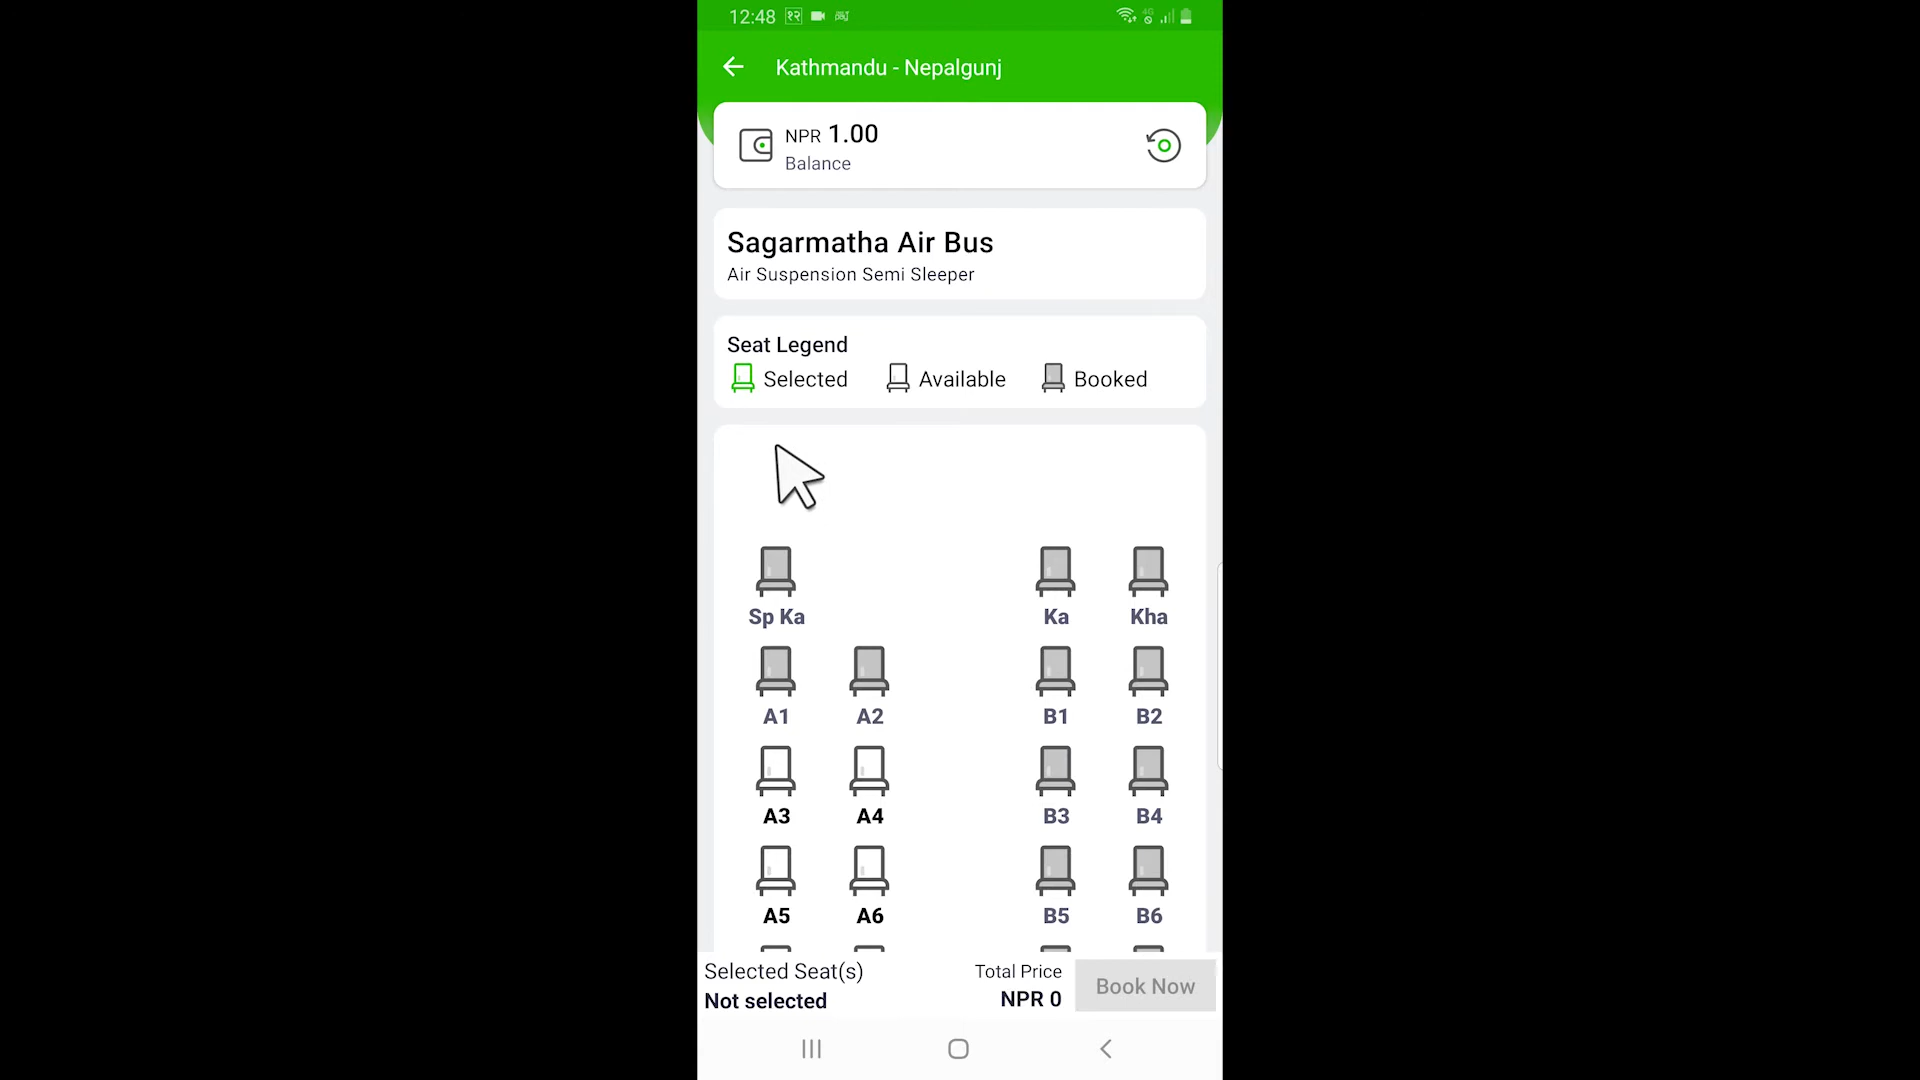 12:48 १२ 4G
Kathmandu - Nepalgunj
NPR 1.00
Balance
Sagarmatha Air Bus
Air Suspension Semi Sleeper
Seat Legend
Selected Available Booked
Sp Ka Ka Kha
A1 A2 B1 B2
A3 A4 B3 B4
A5 A6 B5 B6
Selected Seat(s) Total Price
Not selected NPR 0 Book Now